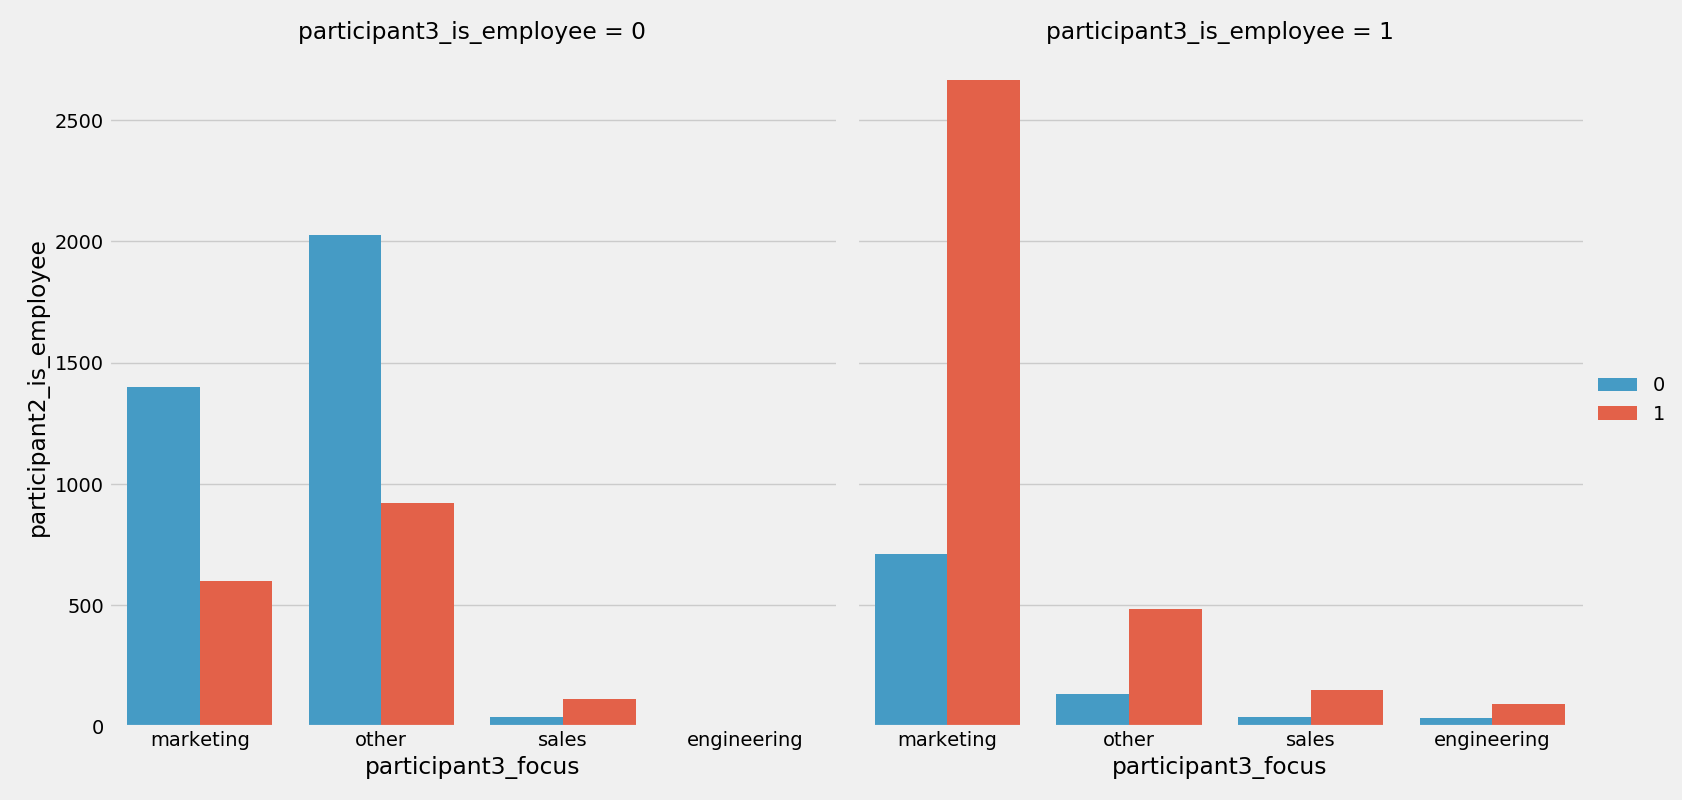 participant3_is_employee = 0
participant3_is_employee = 1
participant2_is_employee
2500
2000
1500
1000
500
0
marketing
other
sales
engineering
marketing
other
sales
engineering
participant3_focus
participant3_focus
0
1